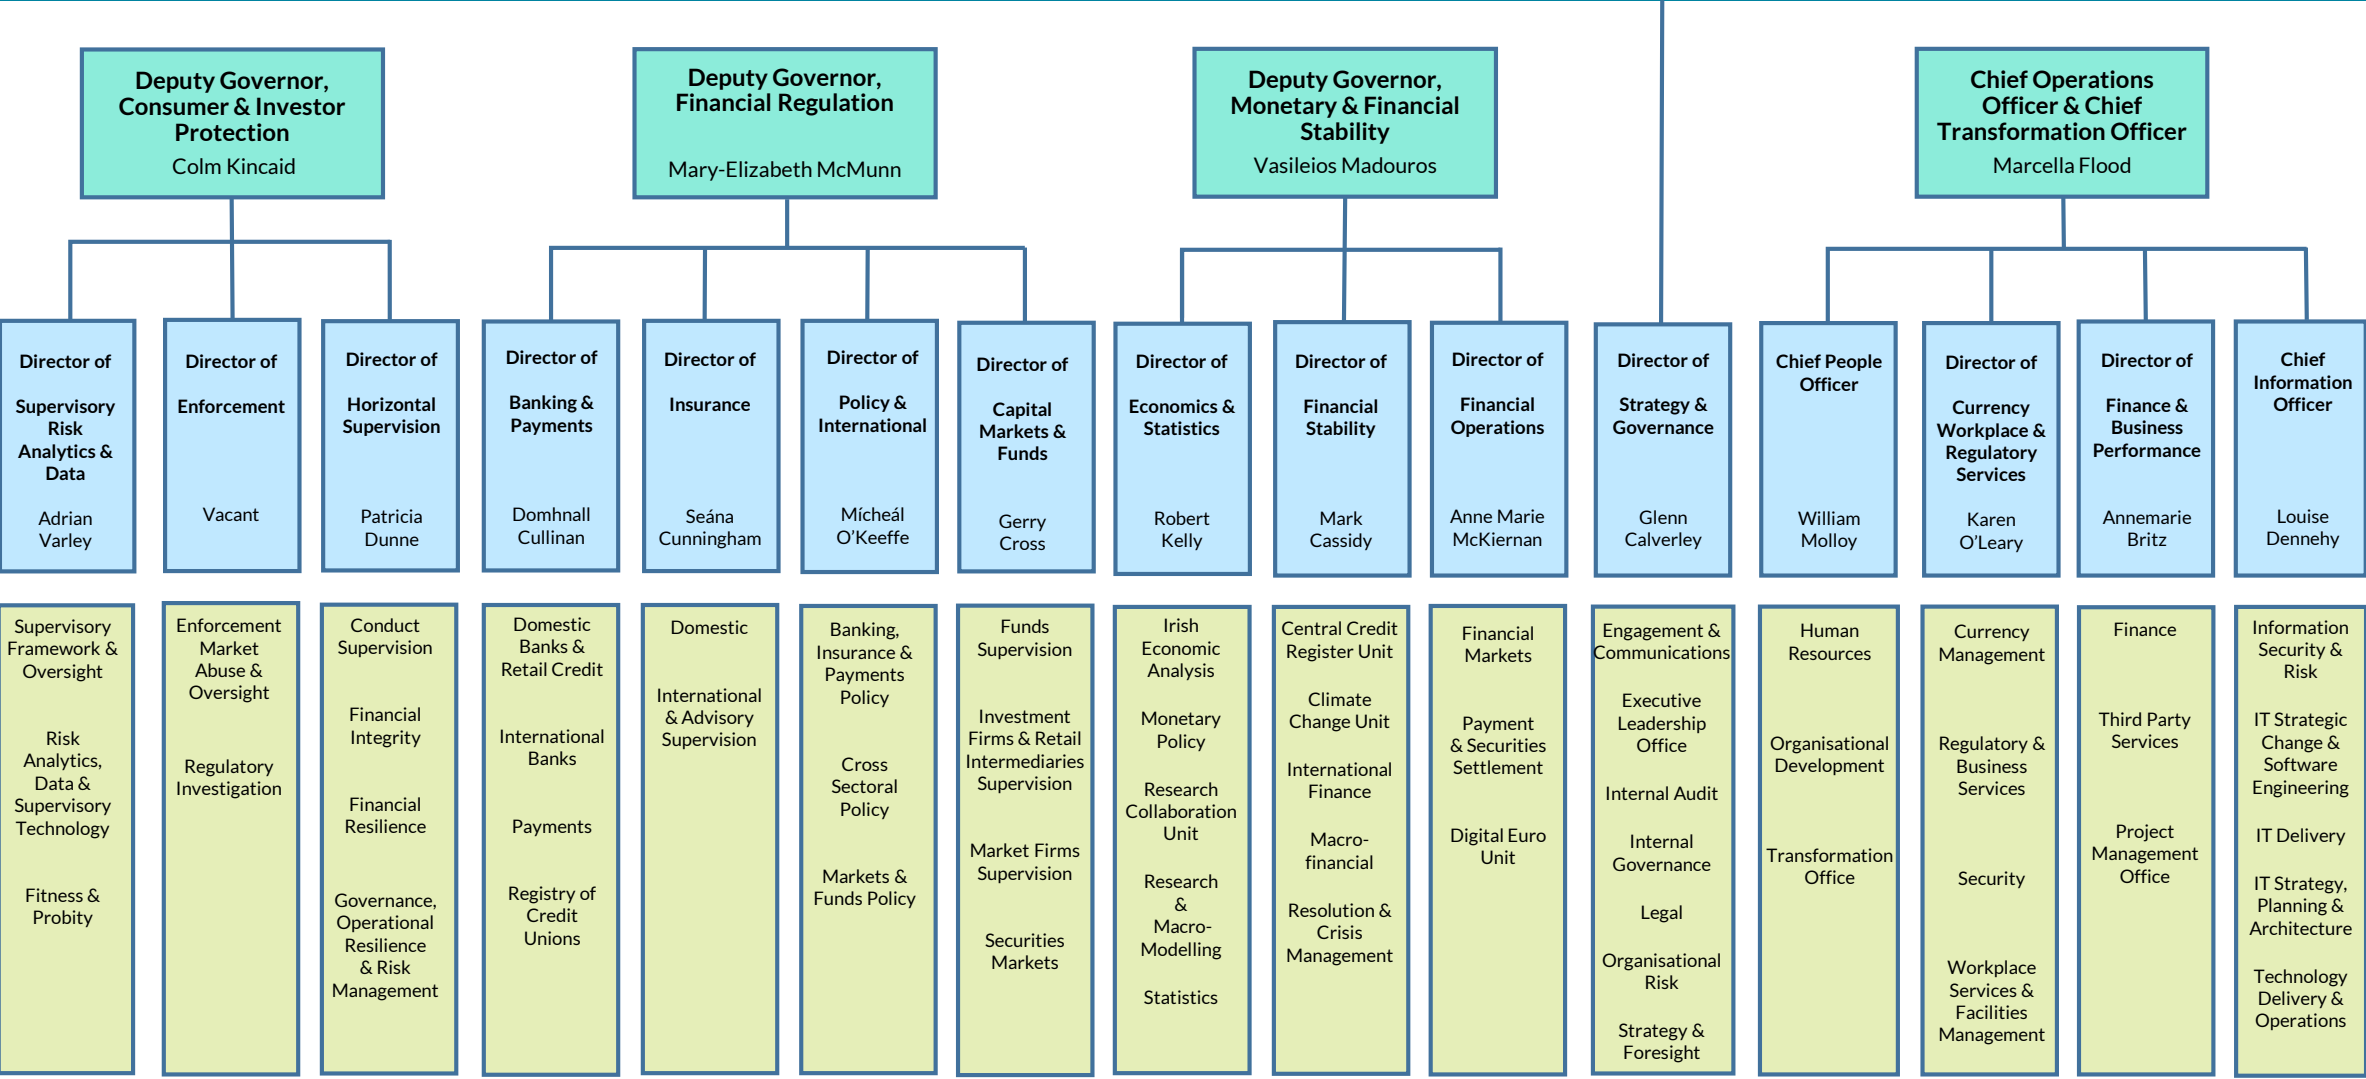 Deputy Governor,
Consumer & Investor
Protection
Colm Kincaid
Deputy Governor,
Financial Regulation
Mary-Elizabeth McMunn
Deputy Governor,
Monetary & Financial
Stability
Vasileios Madouros
Chief Operations
Officer & Chief
Transformation Officer
Marcella Flood
Director of
Supervisory
Risk
Analytics &
Data
Adrian
Varley
Director of
Enforcement
Vacant
Director of
Horizontal
Supervision
Patricia
Dunne
Director of
Banking &
Payments
Domhnall
Cullinan
Director of
Insurance
Seána
Cunningham
Director of
Policy &
International
Mícheál
O’Keeffe
Director of
Capital
Markets &
Funds
Gerry
Cross
Director of
Economics &
Statistics
Robert
Kelly
Director of
Financial
Stability
Mark
Cassidy
Director of
Financial
Operations
Anne Marie
McKiernan
Director of
Strategy &
Governance
Glenn
Calverley
Chief People
Officer
William
Molloy
Director of
Currency
Workplace &
Regulatory
Services
Karen
O’Leary
Director of
Finance &
Business
Performance
Annemarie
Britz
Chief
Information
Officer
Louise
Dennehy
Supervisory
Framework &
Oversight
Risk
Analytics,
Data &
Supervisory
Technology
Fitness &
Probity
Enforcement
Market
Abuse &
Oversight
Regulatory
Investigation
Conduct
Supervision
Financial
Integrity
Financial
Resilience
Governance,
Operational
Resilience
& Risk
Management
Domestic
Banks &
Retail Credit
International
Banks
Payments
Registry of
Credit
Unions
Domestic
International
& Advisory
Supervision
Banking,
Insurance &
Payments
Policy
Cross
Sectoral
Policy
Markets &
Funds Policy
Funds
Supervision
Investment
Firms & Retail
Intermediaries
Supervision
Market Firms
Supervision
Securities
Markets
Irish
Economic
Analysis
Monetary
Policy
Research
Collaboration
Unit
Research
&
Macro-
Modelling
Statistics
Central Credit
Register Unit
Climate
Change Unit
International
Finance
Macro-
financial
Resolution &
Crisis
Management
Financial
Markets
Payment
& Securities
Settlement
Digital Euro
Unit
Engagement &
Communications
Executive
Leadership
Office
Internal Audit
Internal
Governance
Legal
Organisational
Risk
Strategy &
Foresight
Human
Resources
Organisational
Development
Transformation
Office
Currency
Management
Regulatory &
Business
Services
Security
Workplace
Services &
Facilities
Management
Finance
Third Party
Services
Project
Management
Office
Information
Security &
Risk
IT Strategic
Change &
Software
Engineering
IT Delivery
IT Strategy,
Planning &
Architecture
Technology
Delivery &
Operations